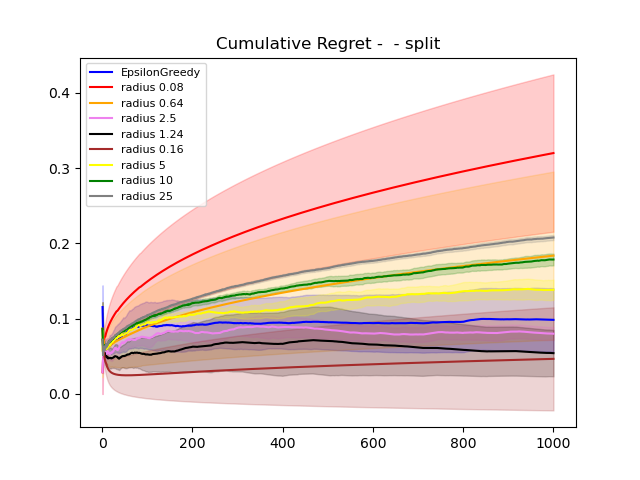 Cumulative Regret -  - split
EpsilonGreedy
radius 0.08
radius 0.64
radius 2.5
radius 1.24
radius 0.16
radius 5
radius 10
radius 25
0.4
0.3
0.2
0.1
0.0
0 200 400 600 800 1000